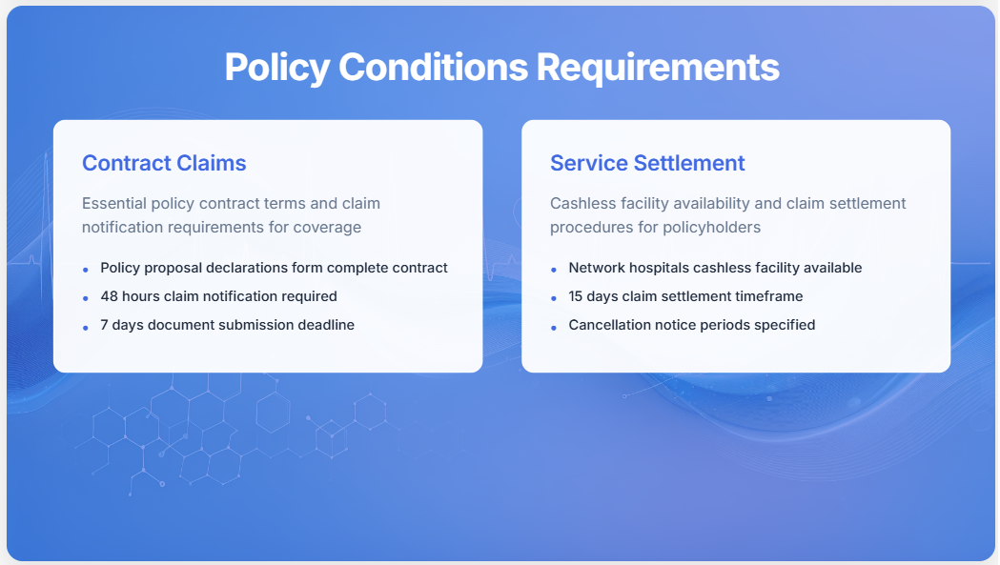 Policy Conditions Requirements
Contract Claims
Essential policy contract terms and claim
notification requirements for coverage
• Policy proposal declarations form complete contract
• 48 hours claim notification required
• 7 days document submission deadline
Service Settlement
Cashless facility availability and claim settlement
procedures for policyholders
• Network hospitals cashless facility available
• 15 days claim settlement timeframe
• Cancellation notice periods specified